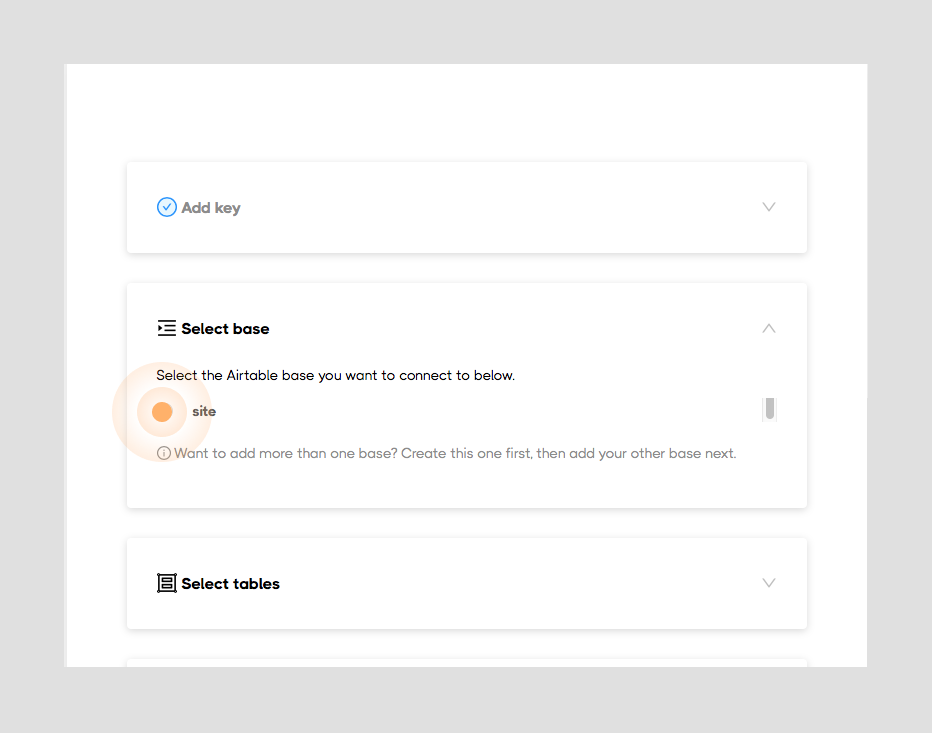 Add key
Select base
Select the Airtable base you want to connect to below.
site
Want to add more than one base? Create this one first, then add your other base next.
Select tables